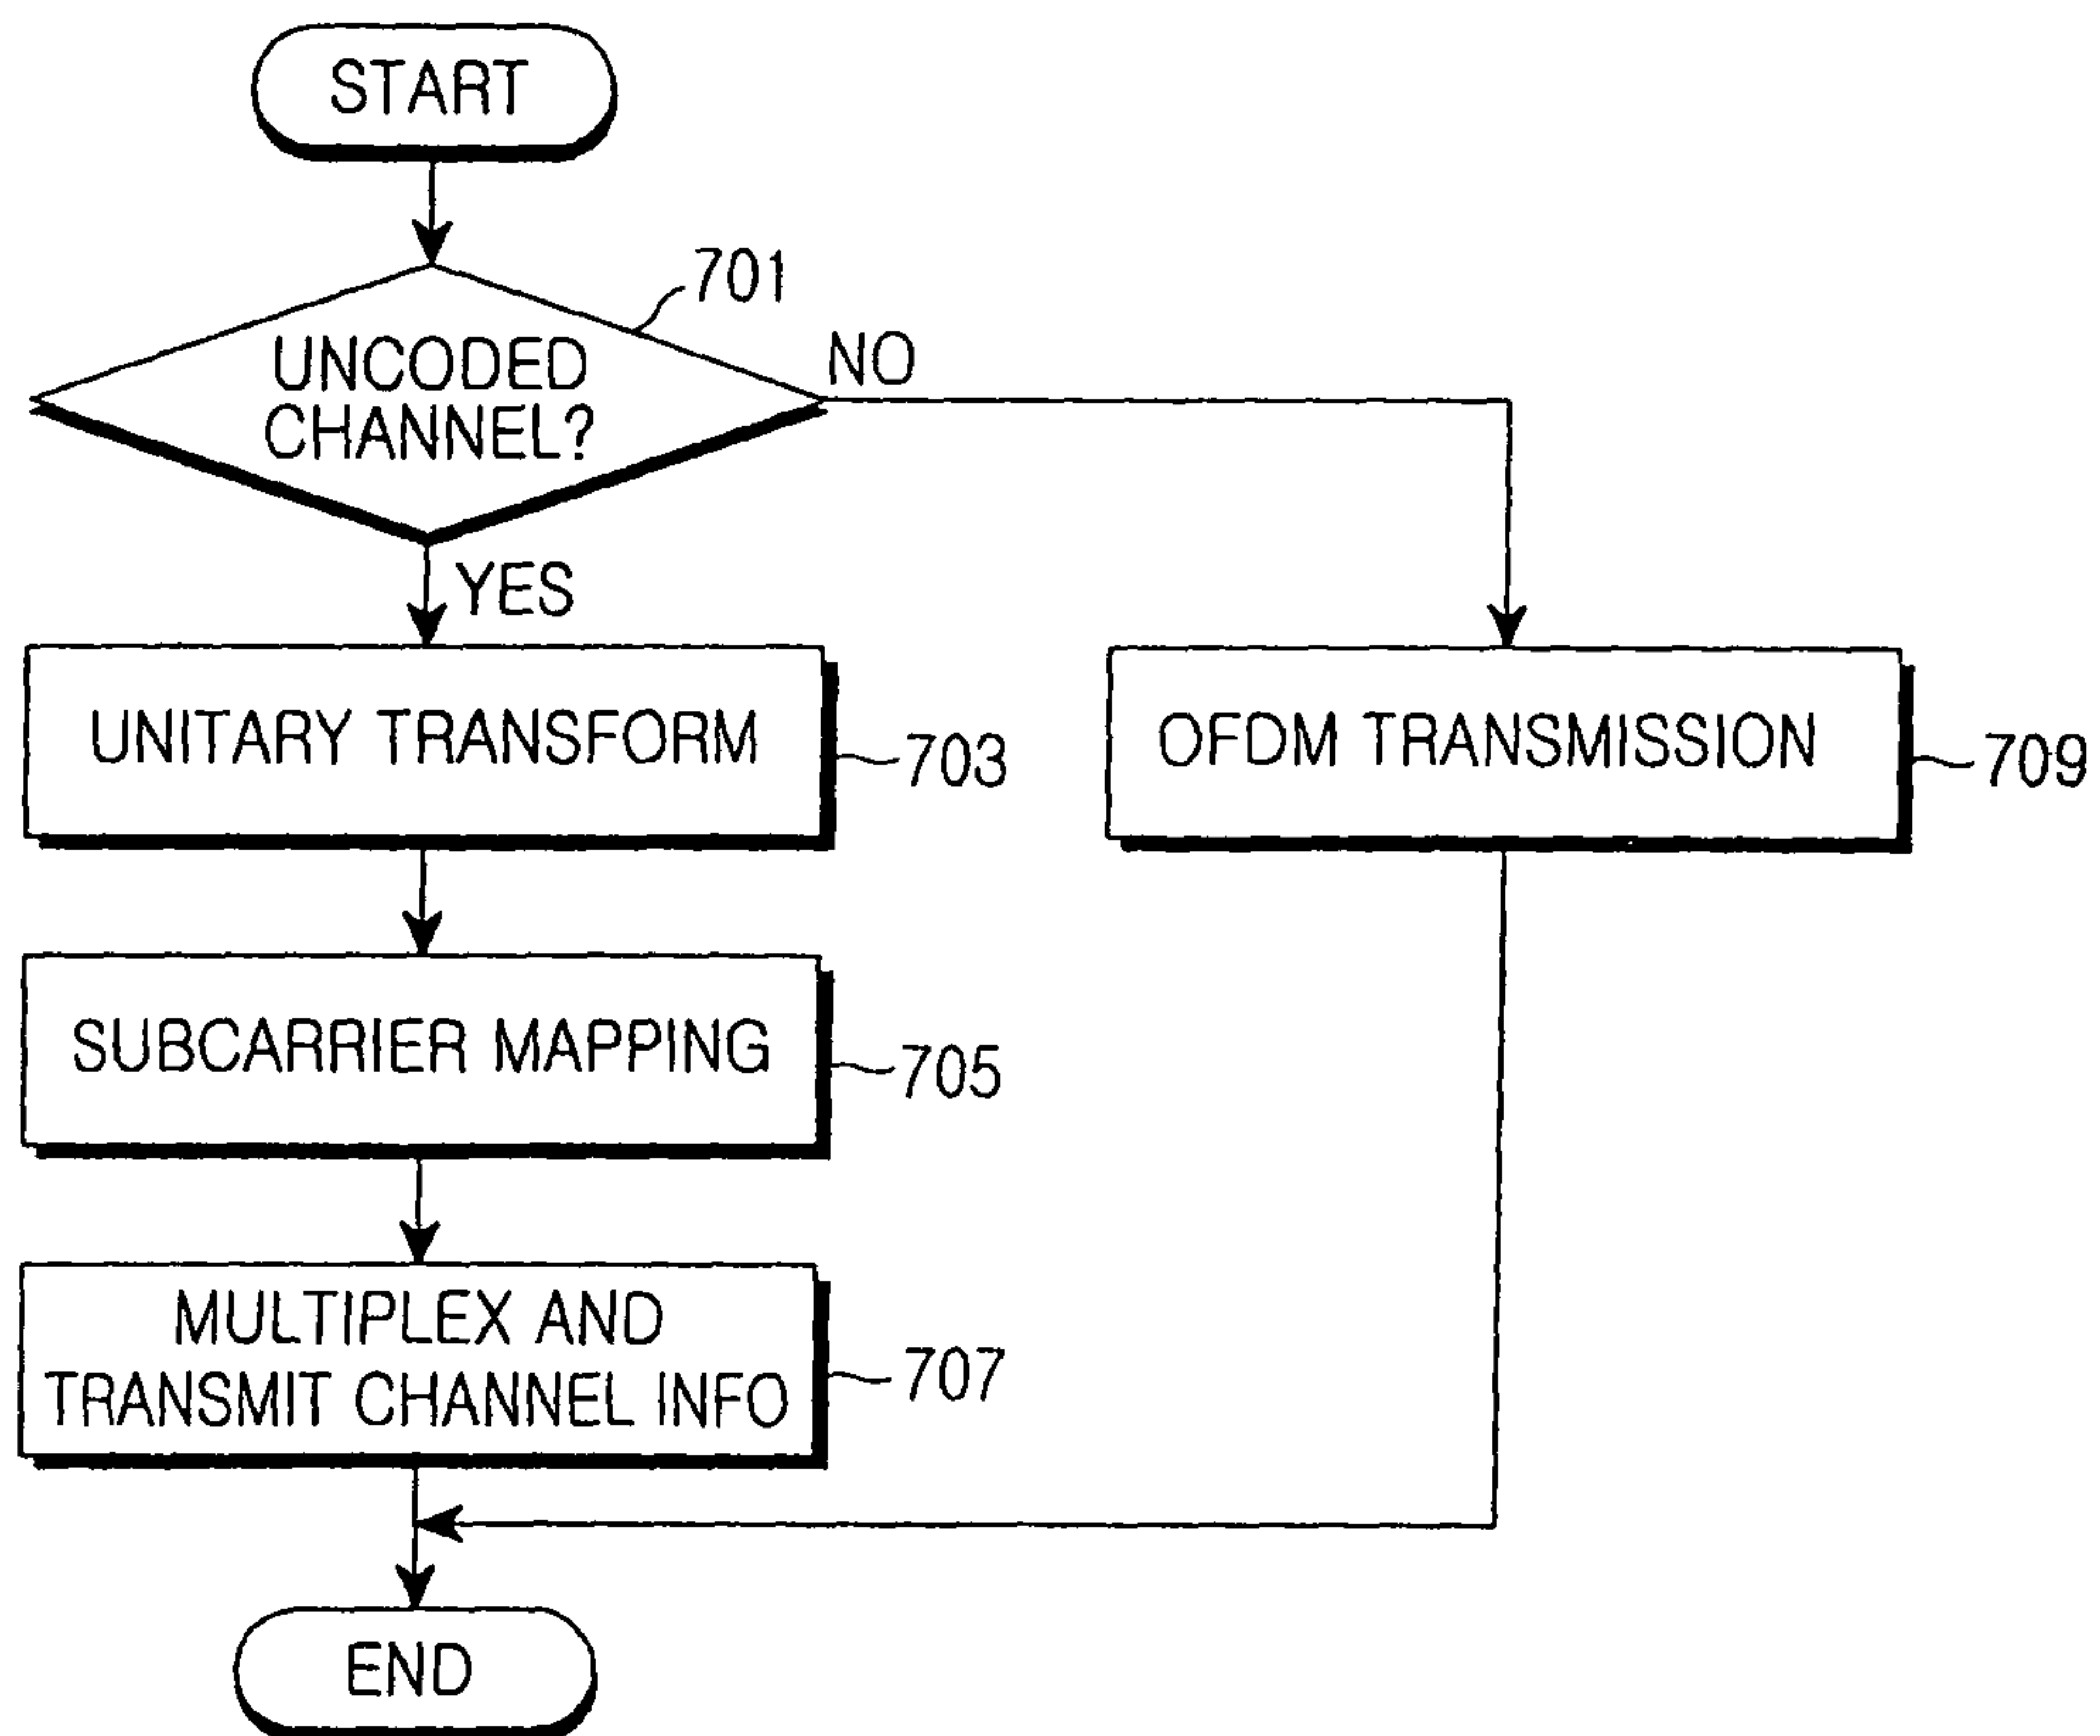 START
701
UNCODED
CHANNEL?
NO
YES
UNITARY TRANSFORM
703
OFDM TRANSMISSION
709
SUBCARRIER MAPPING
705
MULTIPLEX AND
TRANSMIT CHANNEL INFO
707
END